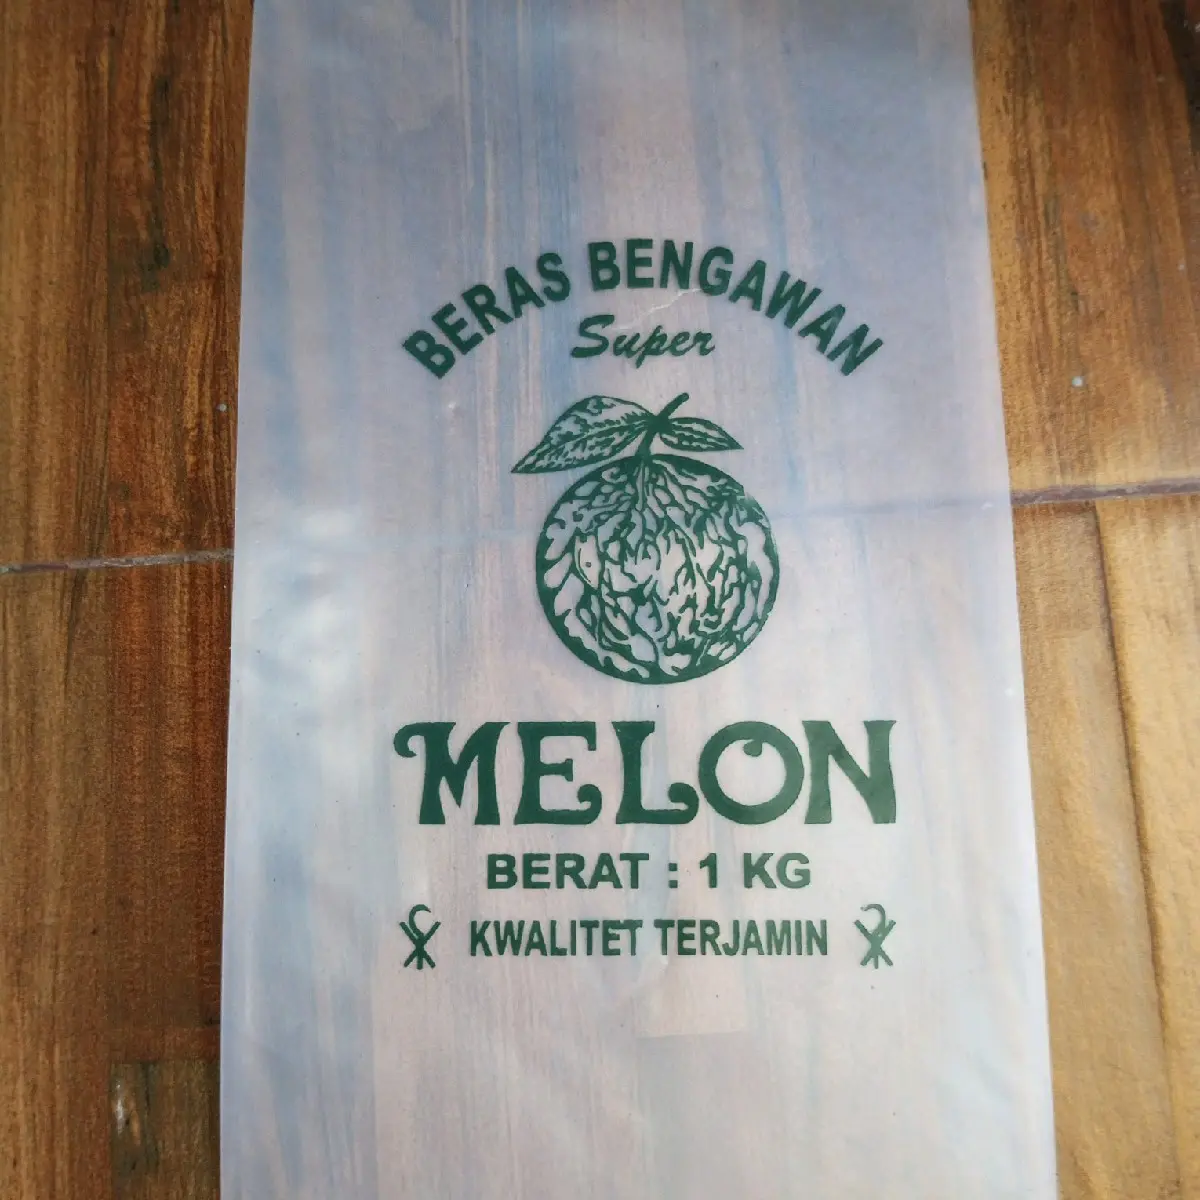 BERAS BENGAWAN
Super
MELON
BERAT : 1 KG
KWALITET TERJAMIN